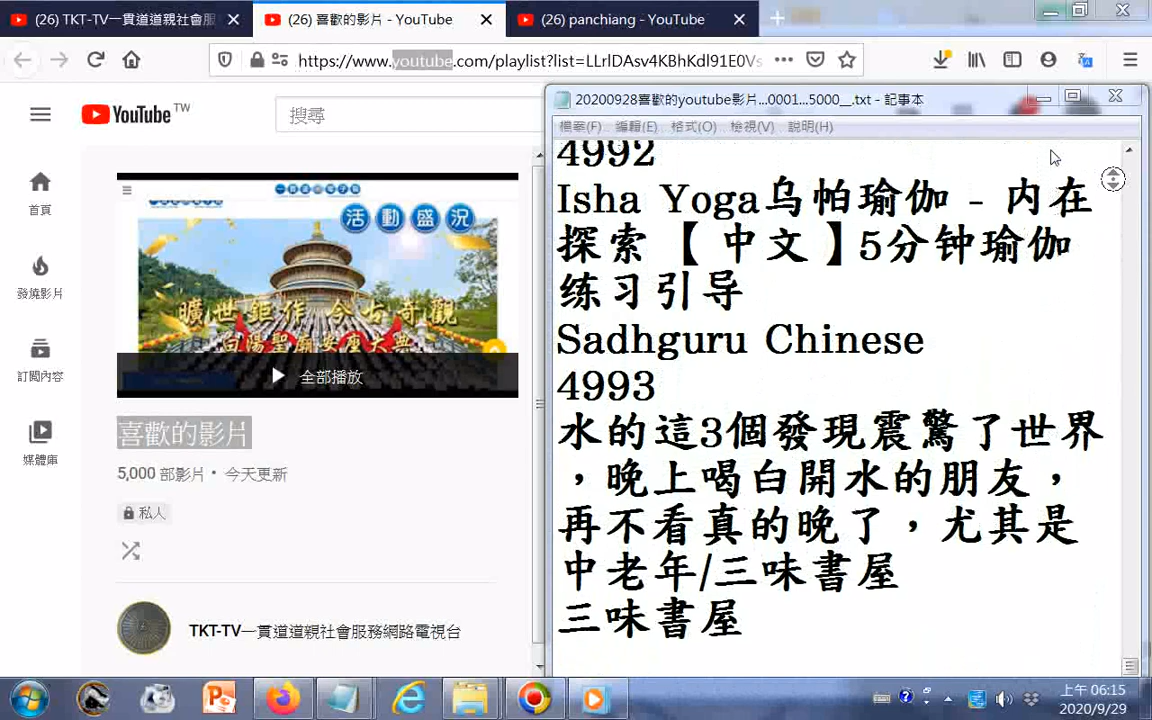 (26) TKT-TV一貫道道親社會服
(26) 喜歡的影片 - YouTube
(26) panchiang - YouTube
https://www.youtube.com/playlist?list=LLrlDAsv4KBhKdl91E0Vs
YouTube TW
搜尋
首頁
發燒影片
訂閱內容
媒體庫
活動盛況
曠世鉅作 今古奇觀
白陽聖廟安座大典
全部播放
喜歡的影片
5,000 部影片・今天更新
私人
TKT-TV一貫道道親社會服務網路電視台
20200928喜歡的youtube影片...0001...5000__.txt - 記事本
檔案(F) 編輯(E) 格式(O) 檢視(V) 說明(H)
4992
Isha Yoga乌帕瑜伽 - 内在
探索 【 中文 】5分钟瑜伽
练习引导
Sadhguru Chinese
4993
水的這3個發現震驚了世界
，晚上喝白開水的朋友，
再不看真的晚了，尤其是
中老年/三味書屋
三味書屋
上午 06:15
2020/9/29